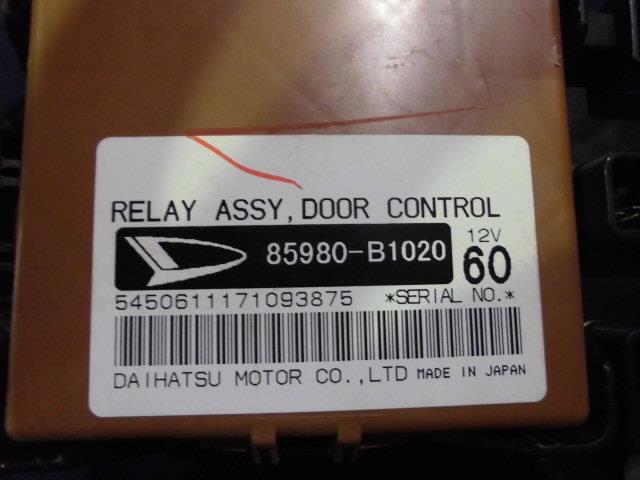 RELAY ASSY, DOOR CONTROL
85980-B1020
12V
60
5450611171093875 *SERIAL NO.*
DAIHATSU MOTOR CO.,LTD MADE IN JAPAN